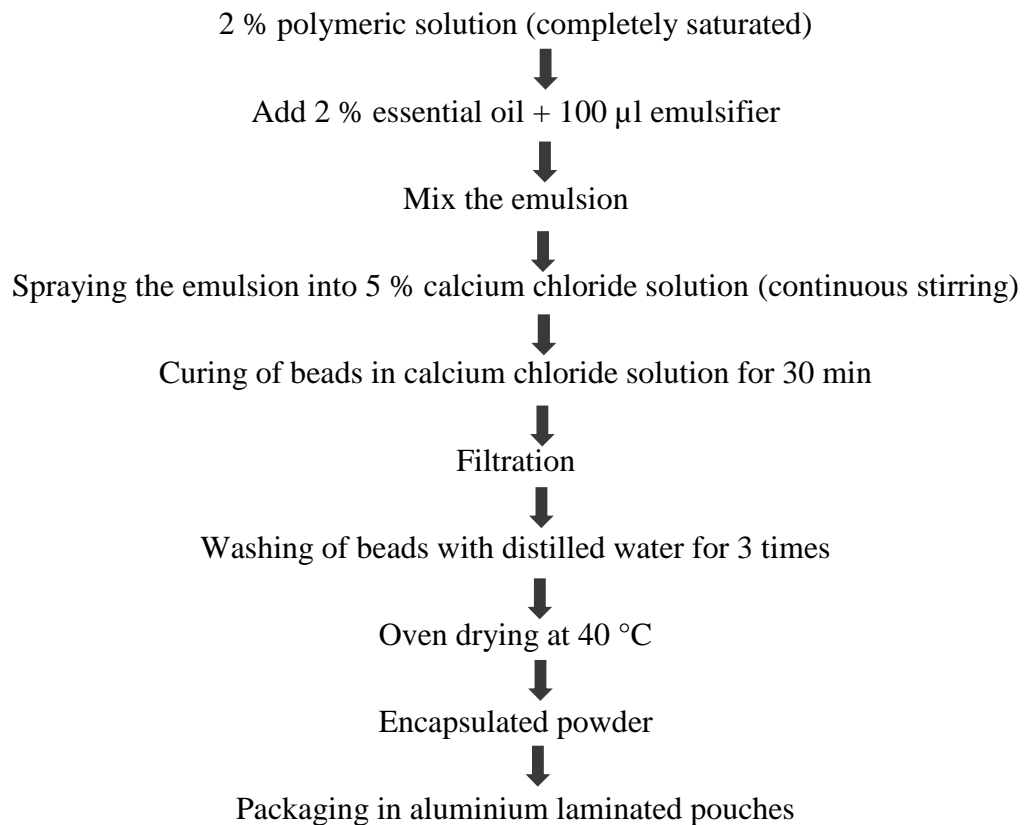 2 % polymeric solution (completely saturated)
Add 2 % essential oil + 100 µl emulsifier
Mix the emulsion
Spraying the emulsion into 5 % calcium chloride solution (continuous stirring)
Curing of beads in calcium chloride solution for 30 min
Filtration
Washing of beads with distilled water for 3 times
Oven drying at 40 °C
Encapsulated powder
Packaging in aluminium laminated pouches